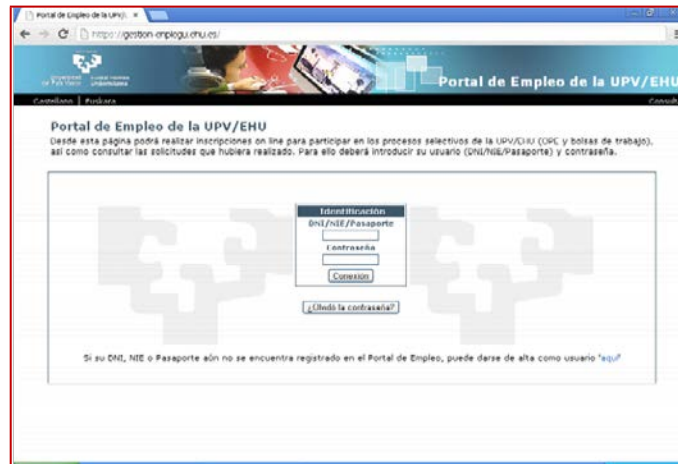 Portal de Empleo de la UPV/E
https://gestion-enplegu.ehu.es/
Portal de Empleo de la UPV/EHU
Castellano | Euskara
Consult
Portal de Empleo de la UPV/EHU
Desde esta página podrá realizar inscripciones on line para participar en los procesos selectivos de la UPV/EHU (OPE y bolsas de trabajo),
así como consultar las solicitudes que hubiera realizado. Para ello deberá introducir su usuario (DNI/NIE/Pasaporte) y contraseña.
Identificación
DNI/NIE/Pasaporte
Contraseña
Conexión
¿Olvidó la contraseña?
Si su DNI, NIE o Pasaporte aún no se encuentra registrado en el Portal de Empleo, puede darse de alta como usuario "aquí"